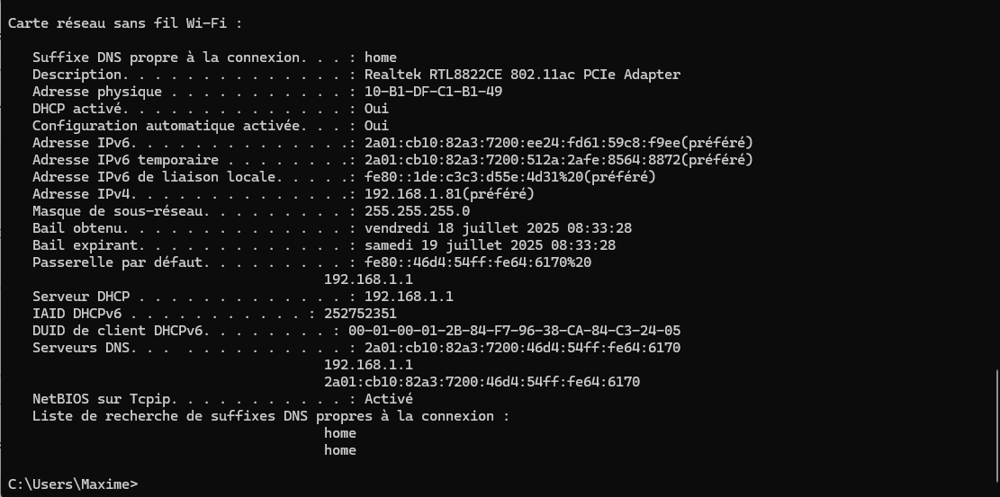 Carte réseau sans fil Wi-Fi :
Suffixe DNS propre à la connexion. . . : home
Description. . . . . . . . . . . . . . : Realtek RTL8822CE 802.11ac PCIe Adapter
Adresse physique . . . . . . . . . . . : 10-B1-DF-C1-B1-49
DHCP activé. . . . . . . . . . . . . . : Oui
Configuration automatique activée. . . : Oui
Adresse IPv6. . . . . . . . . . . . . .: 2a01:cb10:82a3:7200:ee24:fd61:59c8:f9ee(préféré)
Adresse IPv6 temporaire . . . . . . . .: 2a01:cb10:82a3:7200:512a:2afe:8564:8872(préféré)
Adresse IPv6 de liaison locale. . . . .: fe80::1de:c3c3:d55e:4d31%20(préféré)
Adresse IPv4. . . . . . . . . . . . . .: 192.168.1.81(préféré)
Masque de sous-réseau. . . . . . . . . : 255.255.255.0
Bail obtenu. . . . . . . . . . . . . . : vendredi 18 juillet 2025 08:33:28
Bail expirant. . . . . . . . . . . . . : samedi 19 juillet 2025 08:33:28
Passerelle par défaut. . . . . . . . . : fe80::46d4:54ff:fe64:6170%20
192.168.1.1
Serveur DHCP . . . . . . . . . . . . . : 192.168.1.1
IAID DHCPv6 . . . . . . . . . . . : 252752351
DUID de client DHCPv6. . . . . . . . : 00-01-00-01-2B-84-F7-96-38-CA-84-C3-24-05
Serveurs DNS. . . . . . . . . . . . . : 2a01:cb10:82a3:7200:46d4:54ff:fe64:6170
192.168.1.1
2a01:cb10:82a3:7200:46d4:54ff:fe64:6170
NetBIOS sur Tcpip. . . . . . . . . . . : Activé
Liste de recherche de suffixes DNS propres à la connexion :
home
home
C:\Users\Maxime>